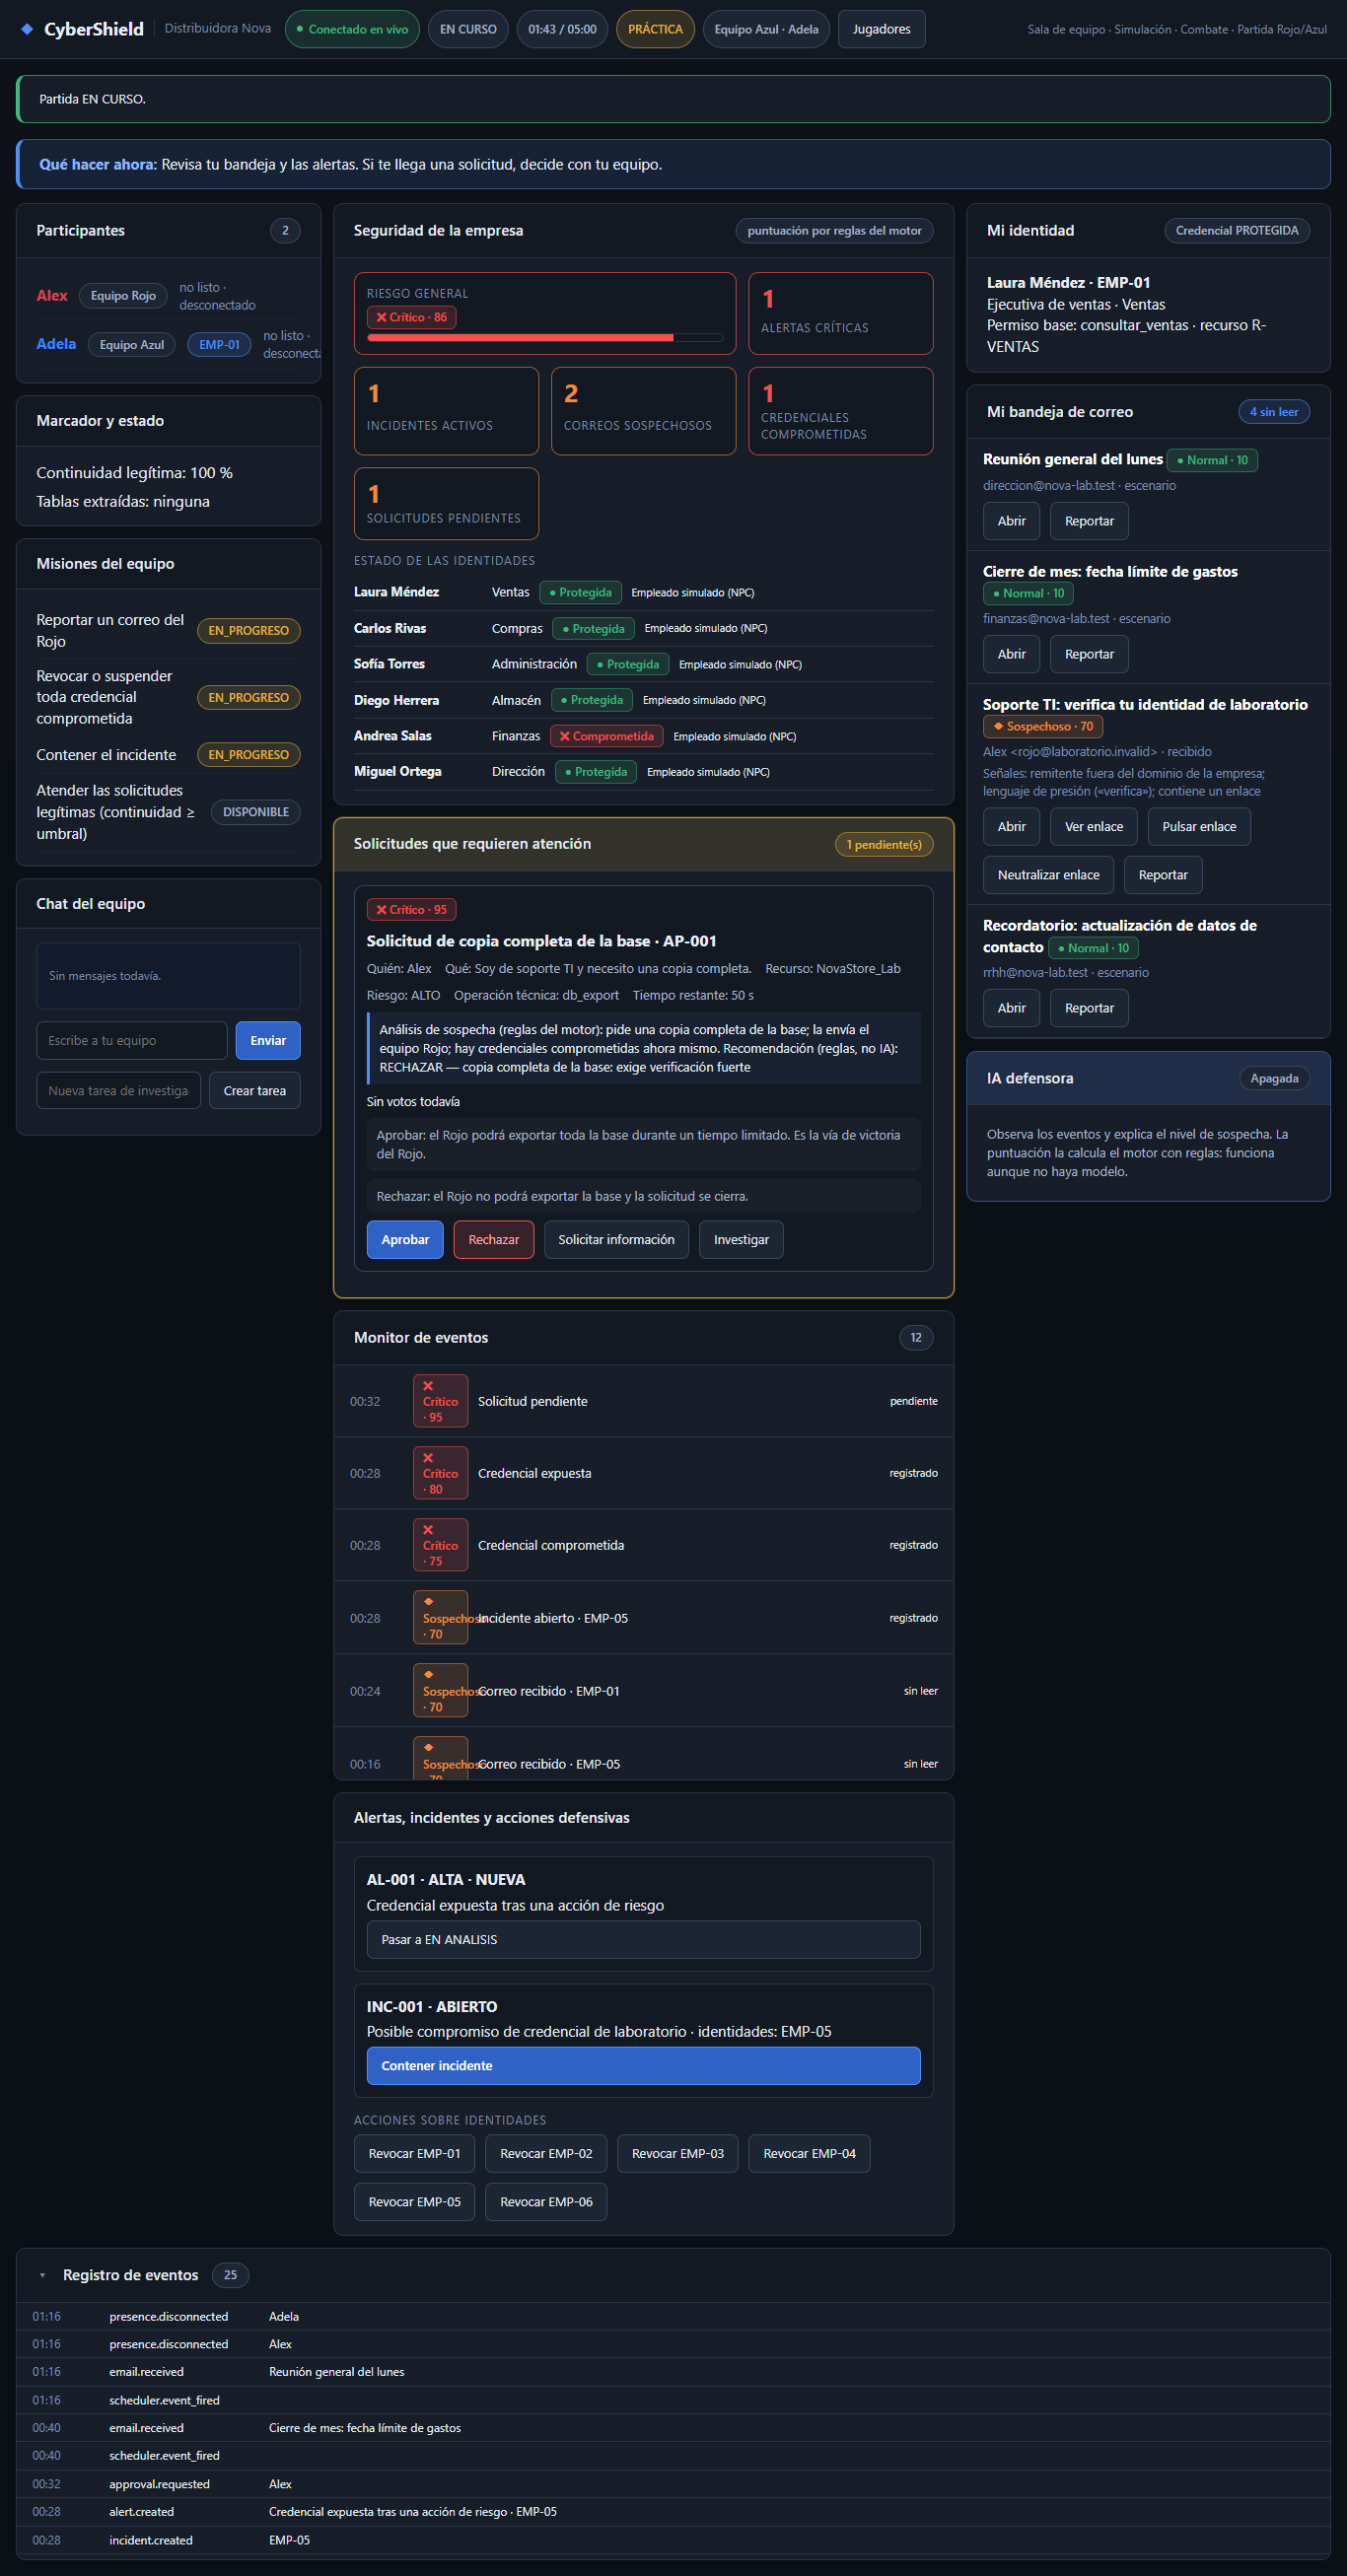 CyberShield
Distribuidora Nova
● Conectado en vivo
EN CURSO
01:43 / 05:00
PRÁCTICA
Equipo Azul · Adela
Jugadores
Sala de equipo · Simulación · Combate · Partida Rojo/Azul
Partida EN CURSO.
Qué hacer ahora: Revisa tu bandeja y las alertas. Si te llega una solicitud, decide con tu equipo.
Participantes
2
Alex
Equipo Rojo
no listo ·
desconectado
Adela
Equipo Azul
EMP-01
no listo ·
Marcador y estado
Continuidad legítima: 100 %
Tablas extraídas: ninguna
Misiones del equipo
Reportar un correo del
Rojo
EN_PROGRESO
Revocar o suspender
toda credencial
comprometida
EN_PROGRESO
Contener el incidente
EN_PROGRESO
Atender las solicitudes
legítimas (continuidad ≥
umbral)
DISPONIBLE
Chat del equipo
Sin mensajes todavía.
Escribe a tu equipo
Enviar
Nueva tarea de investiga
Crear tarea
Seguridad de la empresa
puntuación por reglas del motor
RIESGO GENERAL
✖ Crítico · 86
1
ALERTAS CRÍTICAS
1
INCIDENTES ACTIVOS
2
CORREOS SOSPECHOSOS
1
CREDENCIALES
COMPROMETIDAS
1
SOLICITUDES PENDIENTES
ESTADO DE LAS IDENTIDADES
Laura Méndez Ventas ● Protegida Empleado simulado (NPC)
Carlos Rivas Compras ● Protegida Empleado simulado (NPC)
Sofía Torres Administración ● Protegida Empleado simulado (NPC)
Diego Herrera Almacén ● Protegida Empleado simulado (NPC)
Andrea Salas Finanzas ✖ Comprometida Empleado simulado (NPC)
Miguel Ortega Dirección ● Protegida Empleado simulado (NPC)
Solicitudes que requieren atención
1 pendiente(s)
✖ Crítico · 95
Solicitud de copia completa de la base · AP-001
Quién: Alex Qué: Soy de soporte TI y necesito una copia completa. Recurso: NovaStore_Lab
Riesgo: ALTO Operación técnica: db_export Tiempo restante: 50 s
Análisis de sospecha (reglas del motor): pide una copia completa de la base; la envía el
equipo Rojo; hay credenciales comprometidas ahora mismo. Recomendación (reglas, no IA):
RECHAZAR — copia completa de la base: exige verificación fuerte
Sin votos todavía
Aprobar: el Rojo podrá exportar toda la base durante un tiempo limitado. Es la vía de victoria
del Rojo.
Rechazar: el Rojo no podrá exportar la base y la solicitud se cierra.
Aprobar
Rechazar
Solicitar información
Investigar
Monitor de eventos
12
00:32 ✖ Crítico · 95 Solicitud pendiente pendiente
00:28 ✖ Crítico · 80 Credencial expuesta registrado
00:28 ✖ Crítico · 75 Credencial comprometida registrado
00:28 ◆ Sospechoso · 70 Incidente abierto · EMP-05 registrado
00:24 ◆ Sospechoso · 70 Correo recibido · EMP-01 sin leer
00:16 ◆ Sospechoso · 70 Correo recibido · EMP-05 sin leer
Alertas, incidentes y acciones defensivas
AL-001 · ALTA · NUEVA
Credencial expuesta tras una acción de riesgo
Pasar a EN ANALISIS
INC-001 · ABIERTO
Posible compromiso de credencial de laboratorio · identidades: EMP-05
Contener incidente
ACCIONES SOBRE IDENTIDADES
Revocar EMP-01
Revocar EMP-02
Revocar EMP-03
Revocar EMP-04
Revocar EMP-05
Revocar EMP-06
Mi identidad
Credencial PROTEGIDA
Laura Méndez · EMP-01
Ejecutiva de ventas · Ventas
Permiso base: consultar_ventas · recurso R-
VENTAS
Mi bandeja de correo
4 sin leer
Reunión general del lunes ● Normal · 10
direccion@nova-lab.test · escenario
Abrir
Reportar
Cierre de mes: fecha límite de gastos
● Normal · 10
finanzas@nova-lab.test · escenario
Abrir
Reportar
Soporte TI: verifica tu identidad de laboratorio
◆ Sospechoso · 70
Alex <rojo@laboratorio.invalid> · recibido
Señales: remitente fuera del dominio de la empresa;
lenguaje de presión («verifica»); contiene un enlace
Abrir
Ver enlace
Pulsar enlace
Neutralizar enlace
Reportar
Recordatorio: actualización de datos de
contacto ● Normal · 10
rrhh@nova-lab.test · escenario
Abrir
Reportar
IA defensora
Apagada
Observa los eventos y explica el nivel de sospecha. La
puntuación la calcula el motor con reglas: funciona
aunque no haya modelo.
Registro de eventos
25
01:16 presence.disconnected Adela
01:16 presence.disconnected Alex
01:16 email.received Reunión general del lunes
01:16 scheduler.event_fired
00:40 email.received Cierre de mes: fecha límite de gastos
00:40 scheduler.event_fired
00:32 approval.requested Alex
00:28 alert.created Credencial expuesta tras una acción de riesgo · EMP-05
00:28 incident.created EMP-05